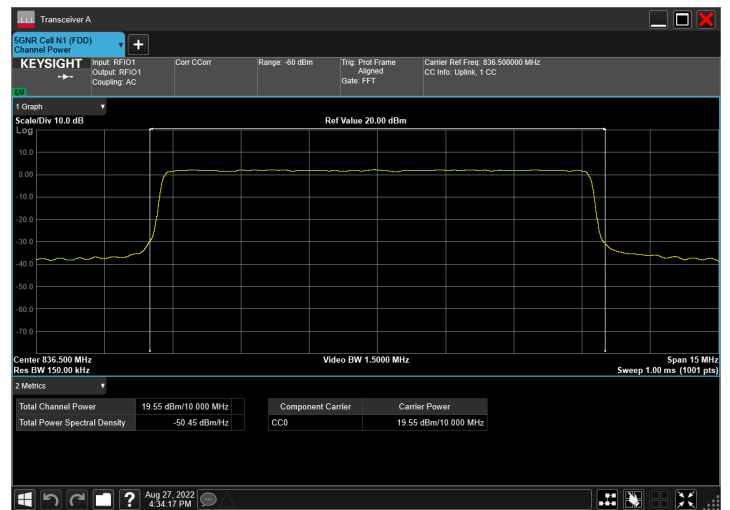 Transceiver A
5GNR Cell N1 (FDD)
Channel Power
+
KEYSIGHT
LXI
Input: RFIO1
Output: RFIO1
Coupling: AC
Corr CCorr
Range: -60 dBm
Trig: Prot Frame
Aligned
Gate: FFT
Carrier Ref Freq: 836.500000 MHz
CC Info: Uplink, 1 CC
1 Graph
Scale/Div 10.0 dB
Ref Value 20.00 dBm
Log
10.0
0.00
-10.0
-20.0
-30.0
-40.0
-50.0
-60.0
-70.0
Center 836.500 MHz
Video BW 1.5000 MHz
Span 15 MHz
Res BW 150.00 kHz
Sweep 1.00 ms (1001 pts)
2 Metrics
Total Channel Power 19.55 dBm/10.000 MHz
Total Power Spectral Density -50.45 dBm/Hz
Component Carrier Carrier Power
CC0 19.55 dBm/10.000 MHz
?
Aug 27, 2022
4:34:17 PM